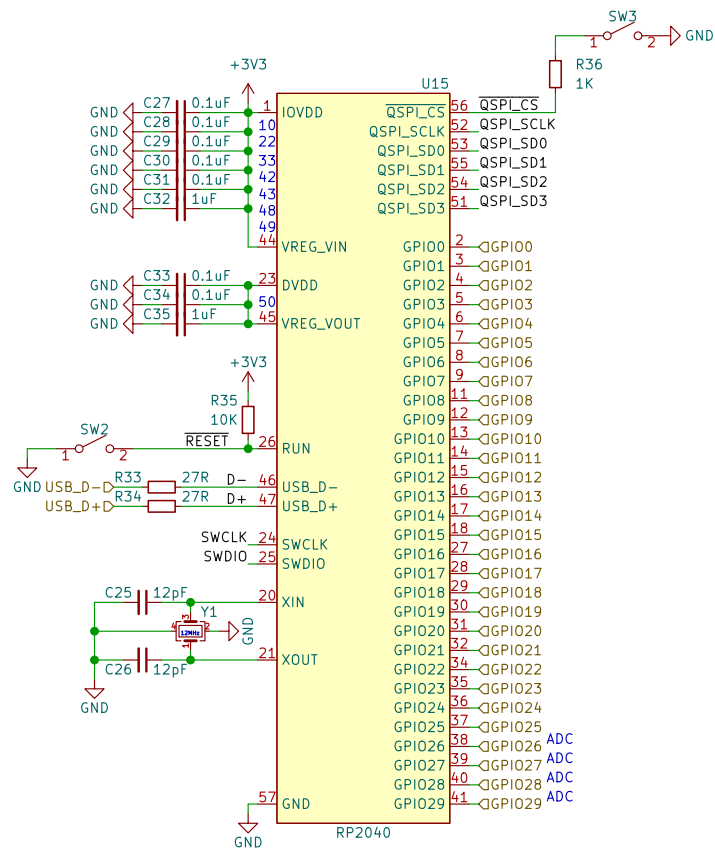 SW3
1 2 GND
R36
1K
+3V3
U15
GND C27 0.1uF 1 IOVDD QSPI_CS 56 QSPI_CS
GND C28 0.1uF 10 QSPI_SCLK 52 QSPI_SCLK
GND C29 0.1uF 22 QSPI_SD0 53 QSPI_SD0
GND C30 0.1uF 33 QSPI_SD1 55 QSPI_SD1
GND C31 0.1uF 42 QSPI_SD2 54 QSPI_SD2
43
GND C32 1uF 48 QSPI_SD3 51 QSPI_SD3
49
44 VREG_VIN GPIO0 2 GPIO0
GPIO1 3 GPIO1
GND C33 0.1uF 23 DVDD GPIO2 4 GPIO2
GND C34 0.1uF 50 GPIO3 5 GPIO3
GND C35 1uF 45 VREG_VOUT GPIO4 6 GPIO4
GPIO5 7 GPIO5
+3V3 GPIO6 8 GPIO6
GPIO7 9 GPIO7
R35 GPIO8 11 GPIO8
10K GPIO9 12 GPIO9
SW2 RESET GPIO10 13 GPIO10
1 2 26 RUN
GPIO11 14 GPIO11
GPIO12 15 GPIO12
GND USB_D- R33 27R D- 46 USB_D- GPIO13 16 GPIO13
USB_D+ R34 27R D+ 47 USB_D+ GPIO14 17 GPIO14
GPIO15 18 GPIO15
SWCLK 24 SWCLK GPIO16 27 GPIO16
SWDIO 25 SWDIO GPIO17 28 GPIO17
C25 12pF 20 XIN GPIO18 29 GPIO18
Y1 3 GPIO19 30 GPIO19
4 12MHz 2 GND GPIO20 31 GPIO20
1 GPIO21 32 GPIO21
C26 12pF 21 XOUT GPIO22 34 GPIO22
GPIO23 35 GPIO23
GND GPIO24 36 GPIO24
GPIO25 37 GPIO25
GPIO26 38 GPIO26 ADC
GPIO27 39 GPIO27 ADC
GPIO28 40 GPIO28 ADC
57 GND GPIO29 41 GPIO29 ADC
GND RP2040